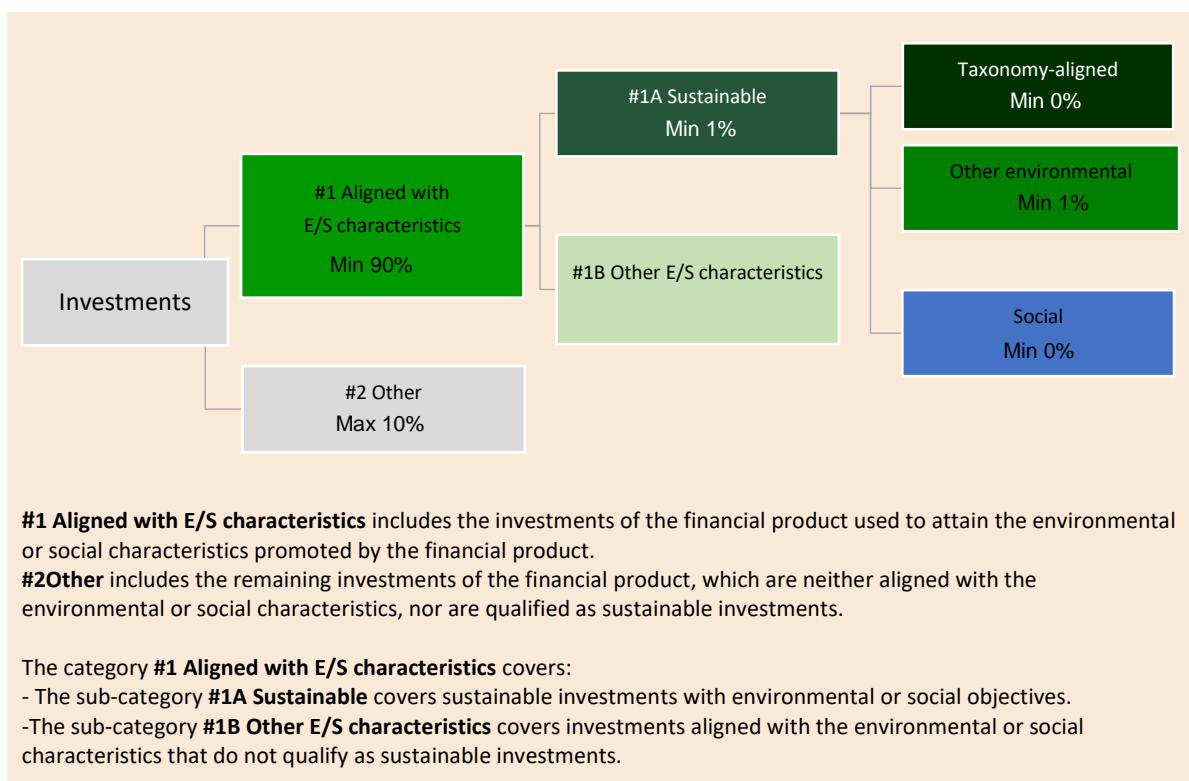 Investments
#1 Aligned with
E/S characteristics
Min 90%
#2 Other
Max 10%
#1A Sustainable
Min 1%
#1B Other E/S characteristics
Taxonomy-aligned
Min 0%
Other environmental
Min 1%
Social
Min 0%
#1 Aligned with E/S characteristics includes the investments of the financial product used to attain the environmental
or social characteristics promoted by the financial product.
#2Other includes the remaining investments of the financial product, which are neither aligned with the
environmental or social characteristics, nor are qualified as sustainable investments.
The category #1 Aligned with E/S characteristics covers:
- The sub-category #1A Sustainable covers sustainable investments with environmental or social objectives.
-The sub-category #1B Other E/S characteristics covers investments aligned with the environmental or social
characteristics that do not qualify as sustainable investments.